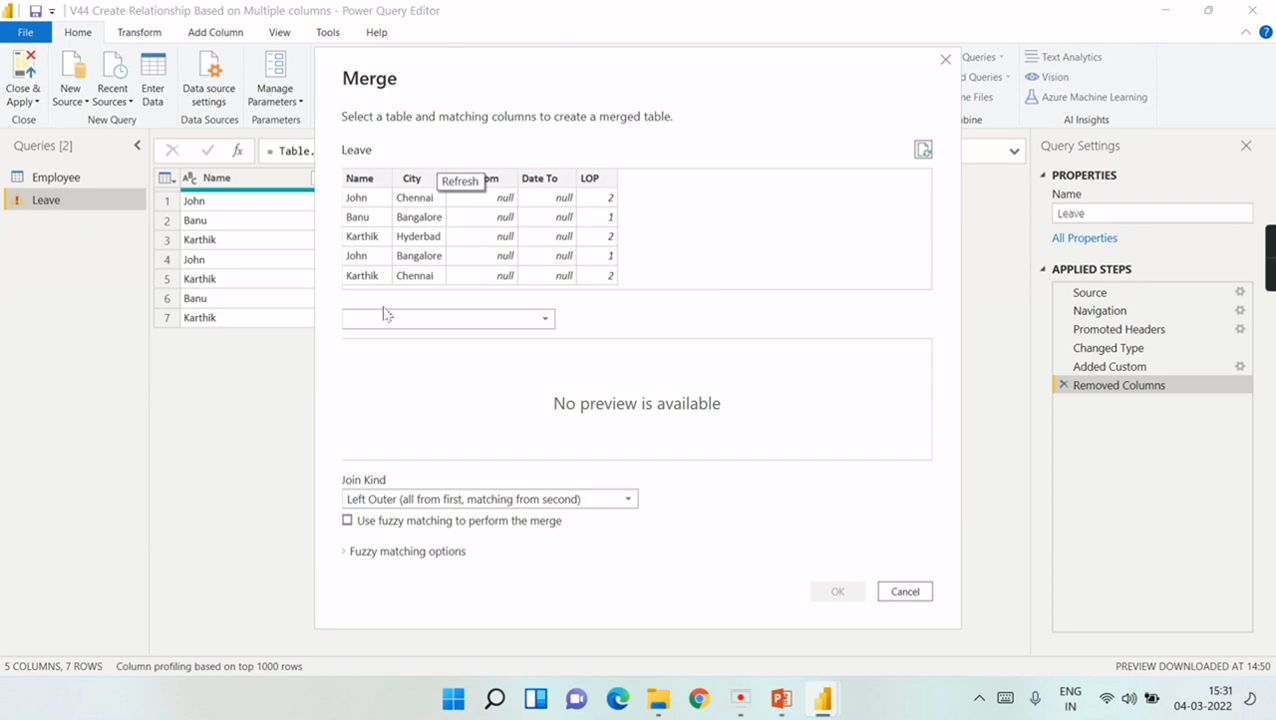 V44 Create Relationship Based on Multiple columns - Power Query Editor
File Home Transform Add Column View Tools Help
Close & Apply
New Source
Recent Sources
Enter Data
Data source settings
Manage Parameters
Queries
Queries
Files
Text Analytics
Vision
Azure Machine Learning
Close New Query Data Sources Parameters AI Insights
Queries [2]
Employee
Leave
fx = Table.
ABC Name
1 John
2 Banu
3 Karthik
4 John
5 Karthik
6 Banu
7 Karthik
Merge
Select a table and matching columns to create a merged table.
Leave
Name City Date To LOP
Refresh
John Chennai null null 2
Banu Bangalore null null 1
Karthik Hyderbad null null 2
John Bangalore null null 1
Karthik Chennai null null 2
No preview is available
Join Kind
Left Outer (all from first, matching from second)
Use fuzzy matching to perform the merge
Fuzzy matching options
OK Cancel
Query Settings
PROPERTIES
Name
Leave
All Properties
APPLIED STEPS
Source
Navigation
Promoted Headers
Changed Type
Added Custom
Removed Columns
5 COLUMNS, 7 ROWS Column profiling based on top 1000 rows
PREVIEW DOWNLOADED AT 14:50
ENG
IN
15:31
04-03-2022